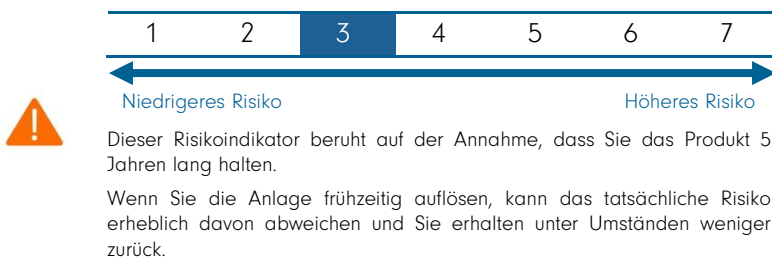 1 2 3 4 5 6 7
Niedrigeres Risiko Höheres Risiko
Dieser Risikoindikator beruht auf der Annahme, dass Sie das Produkt 5
Jahren lang halten.
Wenn Sie die Anlage frühzeitig auflösen, kann das tatsächliche Risiko
erheblich davon abweichen und Sie erhalten unter Umständen weniger
zurück.